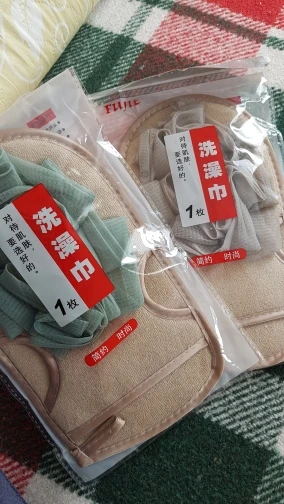 洗澡巾
对待肌肤，
要选好的。
1枚
简约 时尚
FUJIE
洗澡巾
对待肌肤，
要选好的。
1枚
简约 时尚